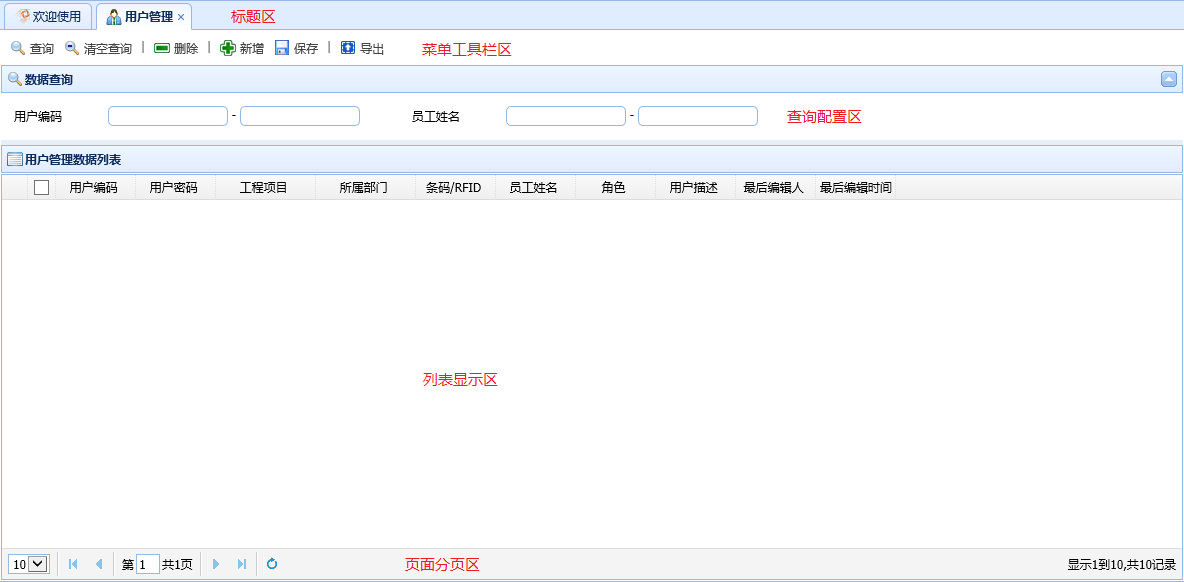 欢迎使用 用户管理 × 标题区
查询 清空查询 删除 新增 保存 导出 菜单工具栏区
数据查询
用户编码 - 员工姓名 - 查询配置区
用户管理数据列表
用户编码 用户密码 工程项目 所属部门 条码/RFID 员工姓名 角色 用户描述 最后编辑人 最后编辑时间
列表显示区
10 第 1 共1页 页面分页区 显示1到10,共10记录